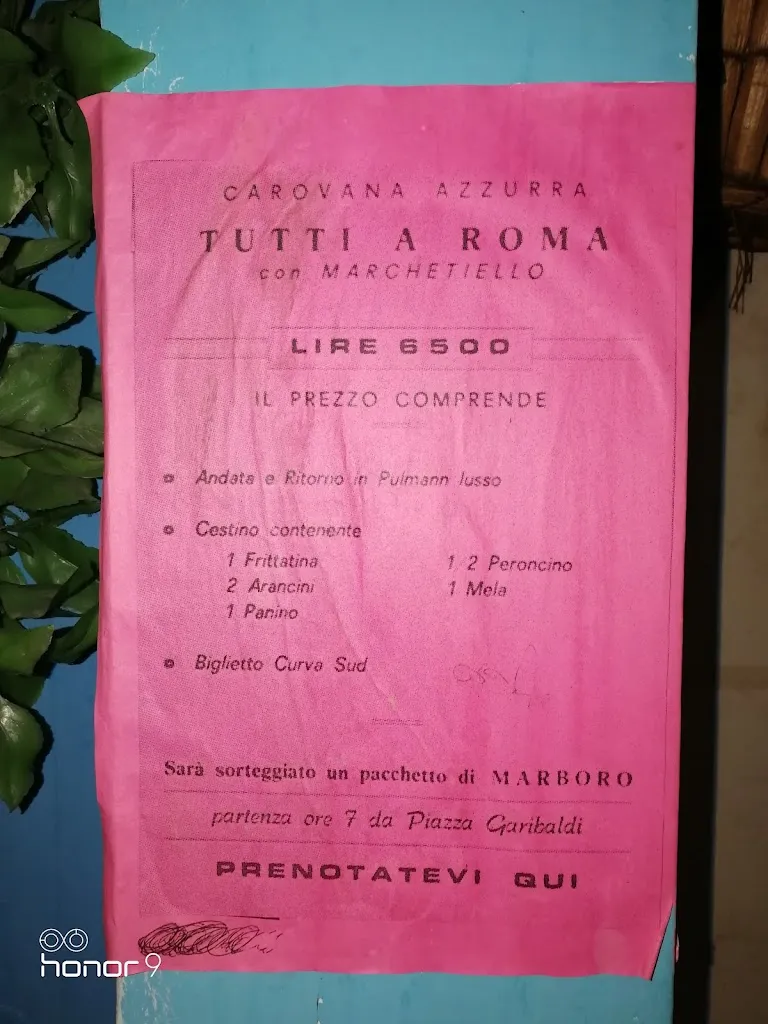 CAROVANA AZZURRA
TUTTI A ROMA
con MARCHETIELLO
LIRE 6500
IL PREZZO COMPRENDE
Andata e Ritorno in Pulmann lusso
Cestino contenente
1 Frittatina 1 2 Peroncino
2 Arancini 1 Mela
1 Panino
Biglietto Curva Sud
Sarà sorteggiato un pacchetto di MARBORO
partenza ore 7 da Piazza Garibaldi
PRENOTATEVI QUI
honor 9